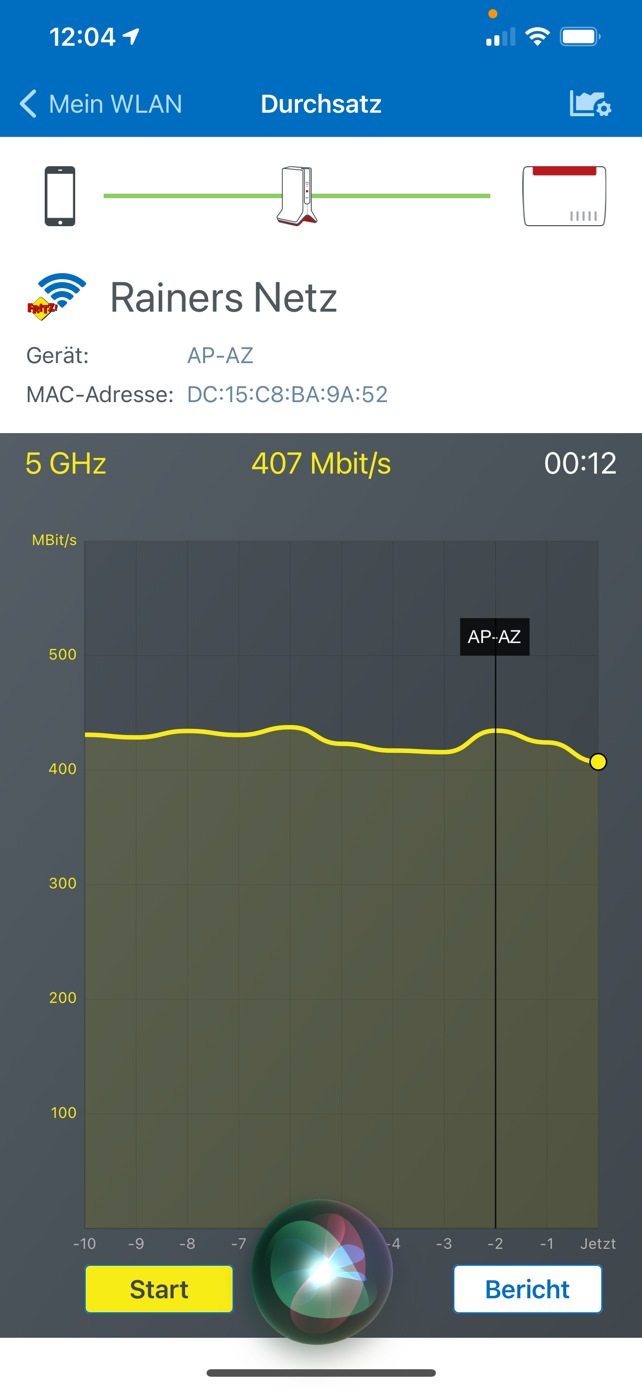 12:04
Mein WLAN
Durchsatz
FRITZ!
Rainers Netz
Gerät: AP-AZ
MAC-Adresse: DC:15:C8:BA:9A:52
5 GHz 407 Mbit/s 00:12
MBit/s
AP-AZ
500
400
300
200
100
-10 -9 -8 -7 -4 -3 -2 -1 Jetzt
Start
Bericht